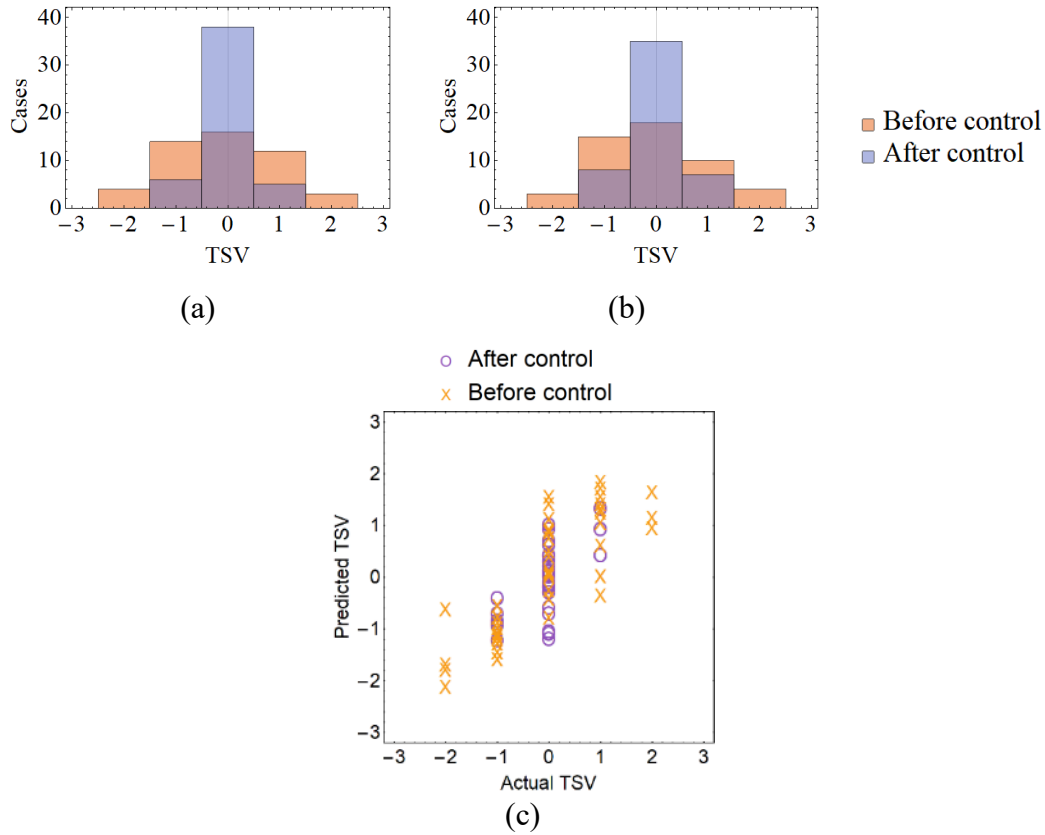 40
30
20
10
0
Cases
−3 −2 −1 0 1 2 3
TSV
(a)
40
30
20
10
0
Cases
−3 −2 −1 0 1 2 3
TSV
(b)
Before control
After control
After control
Before control
3
2
1
0
−1
−2
−3
Predicted TSV
−3 −2 −1 0 1 2 3
Actual TSV
(c)